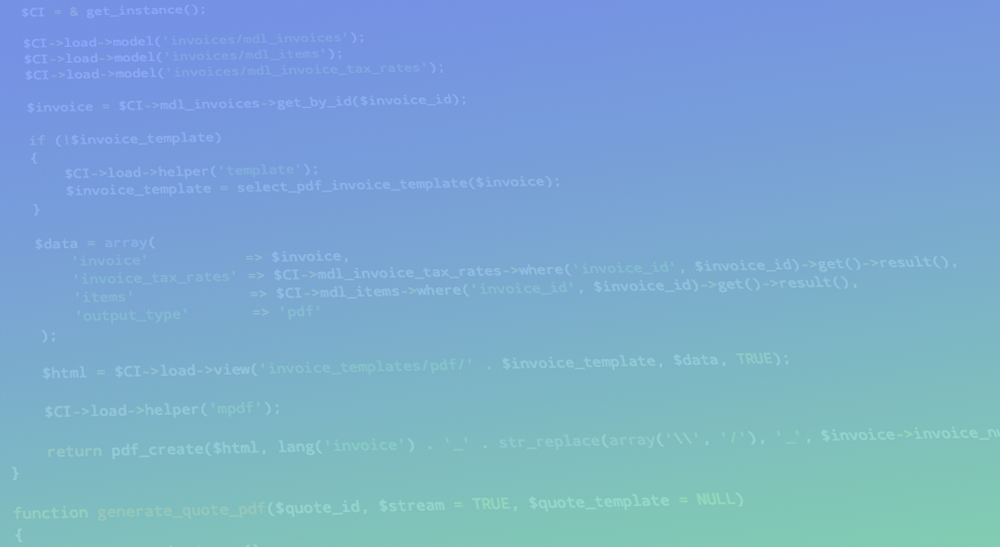 $CI = & get_instance();
$CI->load->model('invoices/mdl_invoices');
$CI->load->model('invoices/mdl_items');
$CI->load->model('invoices/mdl_invoice_tax_rates');
$invoice = $CI->mdl_invoices->get_by_id($invoice_id);
if (!$invoice_template)
{
$CI->load->helper('template');
$invoice_template = select_pdf_invoice_template($invoice);
}
$data = array(
'invoice' => $invoice,
'invoice_tax_rates' => $CI->mdl_invoice_tax_rates->where('invoice_id', $invoice_id)->get()->result(),
'items' => $CI->mdl_items->where('invoice_id', $invoice_id)->get()->result(),
'output_type' => 'pdf'
);
$html = $CI->load->view('invoice_templates/pdf/' . $invoice_template, $data, TRUE);
$CI->load->helper('mpdf');
return pdf_create($html, lang('invoice') . '_' . str_replace(array('\\', '/'), '_', $invoice->invoice_nu
}
function generate_quote_pdf($quote_id, $stream = TRUE, $quote_template = NULL)
{